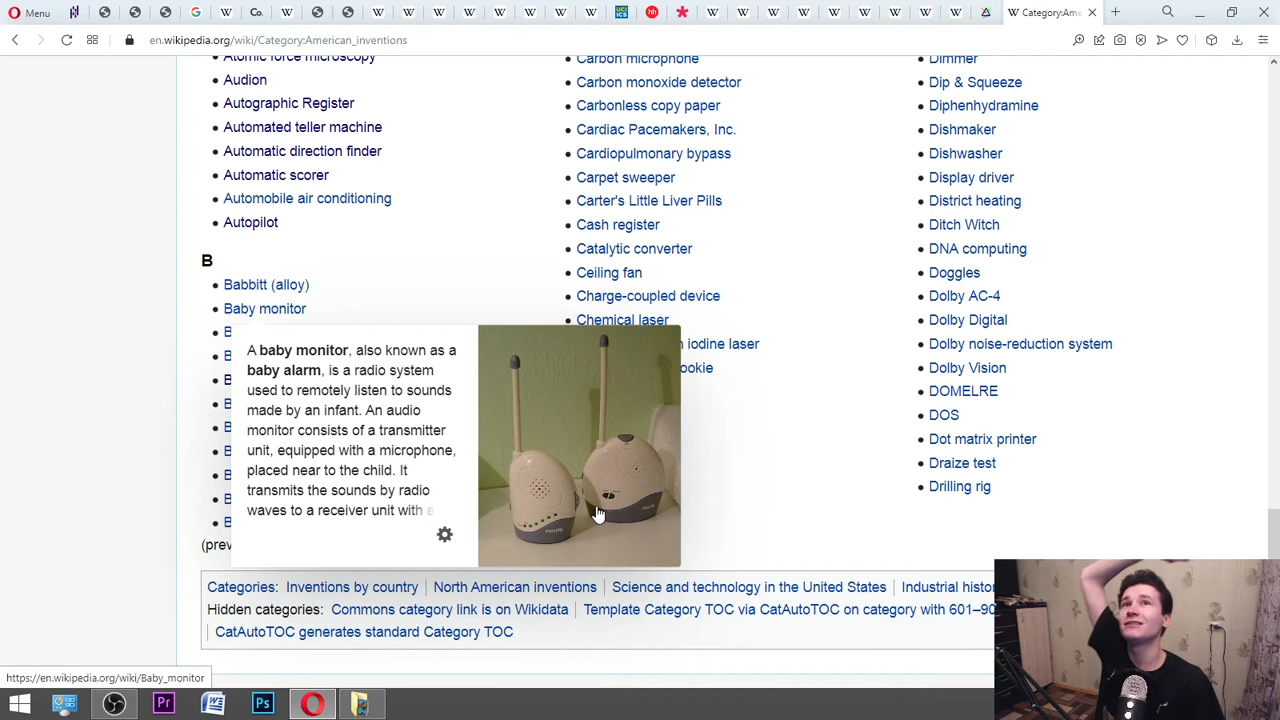 Menu
Co.
Category:Ame
en.wikipedia.org/wiki/Category:American_inventions
Atomic force microscopy
Audion
Autographic Register
Automated teller machine
Automatic direction finder
Automatic scorer
Automobile air conditioning
Autopilot
B
Babbitt (alloy)
Baby monitor
B
B
B
B
B
B
B
B
B
(prev
A baby monitor, also known as a
baby alarm, is a radio system
used to remotely listen to sounds
made by an infant. An audio
monitor consists of a transmitter
unit, equipped with a microphone,
placed near to the child. It
transmits the sounds by radio
waves to a receiver unit with a
Carbon microphone
Carbon monoxide detector
Carbonless copy paper
Cardiac Pacemakers, Inc.
Cardiopulmonary bypass
Carpet sweeper
Carter's Little Liver Pills
Cash register
Catalytic converter
Ceiling fan
Charge-coupled device
Chemical laser
iodine laser
ookie
Dimmer
Dip & Squeeze
Diphenhydramine
Dishmaker
Dishwasher
Display driver
District heating
Ditch Witch
DNA computing
Doggles
Dolby AC-4
Dolby Digital
Dolby noise-reduction system
Dolby Vision
DOMELRE
DOS
Dot matrix printer
Draize test
Drilling rig
Categories: Inventions by country | North American inventions | Science and technology in the United States | Industrial histor
Hidden categories: Commons category link is on Wikidata | Template Category TOC via CatAutoTOC on category with 601–90
CatAutoTOC generates standard Category TOC
https://en.wikipedia.org/wiki/Baby_monitor